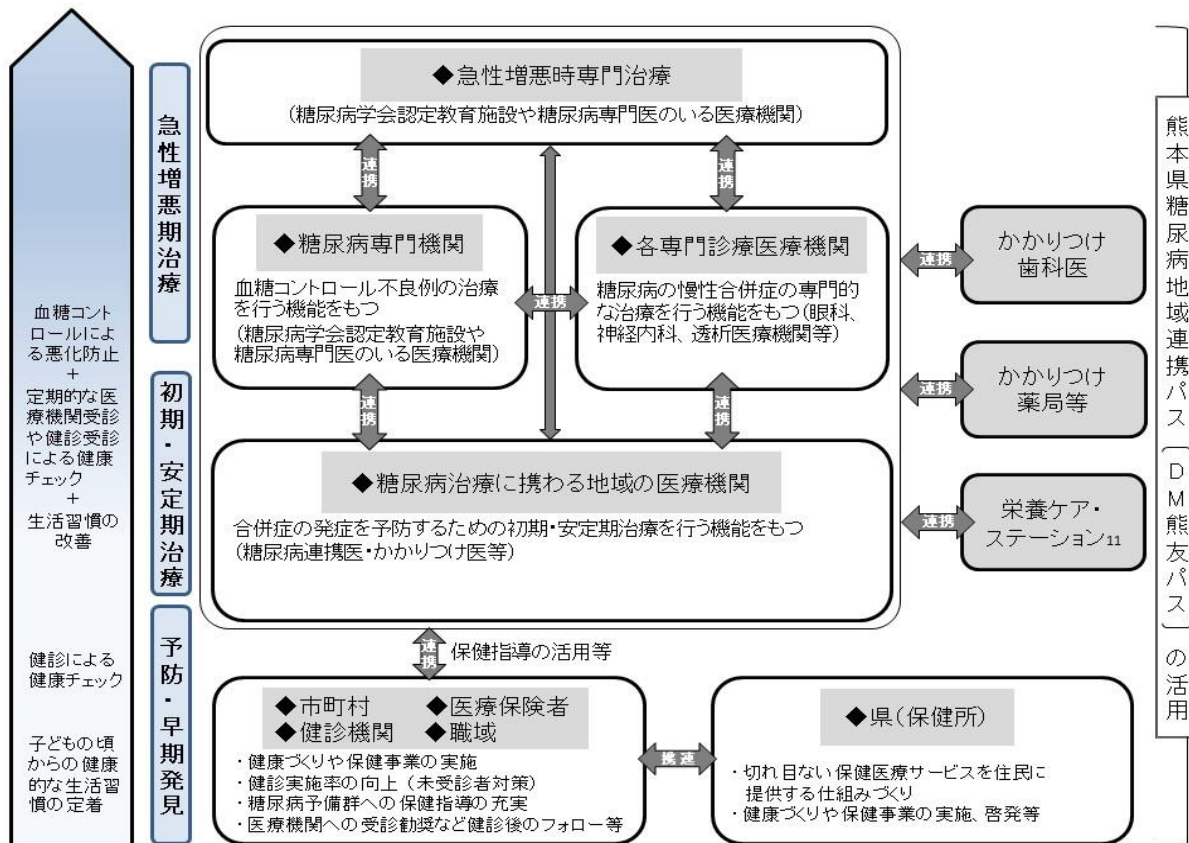 ◆急性増悪時専門治療
(糖尿病学会認定教育施設や糖尿病専門医のいる医療機関)
急性増悪期治療
連携
連携
◆糖尿病専門機関
血糖コントロール不良例の治療
を行う機能をもつ
(糖尿病学会認定教育施設や
糖尿病専門医のいる医療機関)
連携
◆各専門診療医療機関
糖尿病の慢性合併症の専門的
な治療を行う機能をもつ(眼科、
神経内科、透析医療機関等)
連携
かかりつけ
歯科医
連携
かかりつけ
薬局等
連携
栄養ケア・
ステーション11
初期・安定期治療
連携
連携
◆糖尿病治療に携わる地域の医療機関
合併症の発症を予防するための初期・安定期治療を行う機能をもつ
(糖尿病連携医・かかりつけ医等)
予防・早期発見
連携
保健指導の活用等
◆市町村 ◆医療保険者
◆健診機関 ◆職域
・健康づくりや保健事業の実施
・健診実施率の向上(未受診者対策)
・糖尿病予備群への保健指導の充実
・医療機関への受診勧奨など健診後のフォロー等
携連
◆県(保健所)
・切れ目ない保健医療サービスを住民に
提供する仕組みづくり
・健康づくりや保健事業の実施、啓発等
血糖コント
ロールによ
る悪化防止
+
定期的な医
療機関受診
や健診受診
による健康
チェック
+
生活習慣の
改善
健診による
健康チェック
子どもの頃
からの健康
的な生活習
慣の定着
熊本県糖尿病地域連携パス[DM熊友パス]の活用